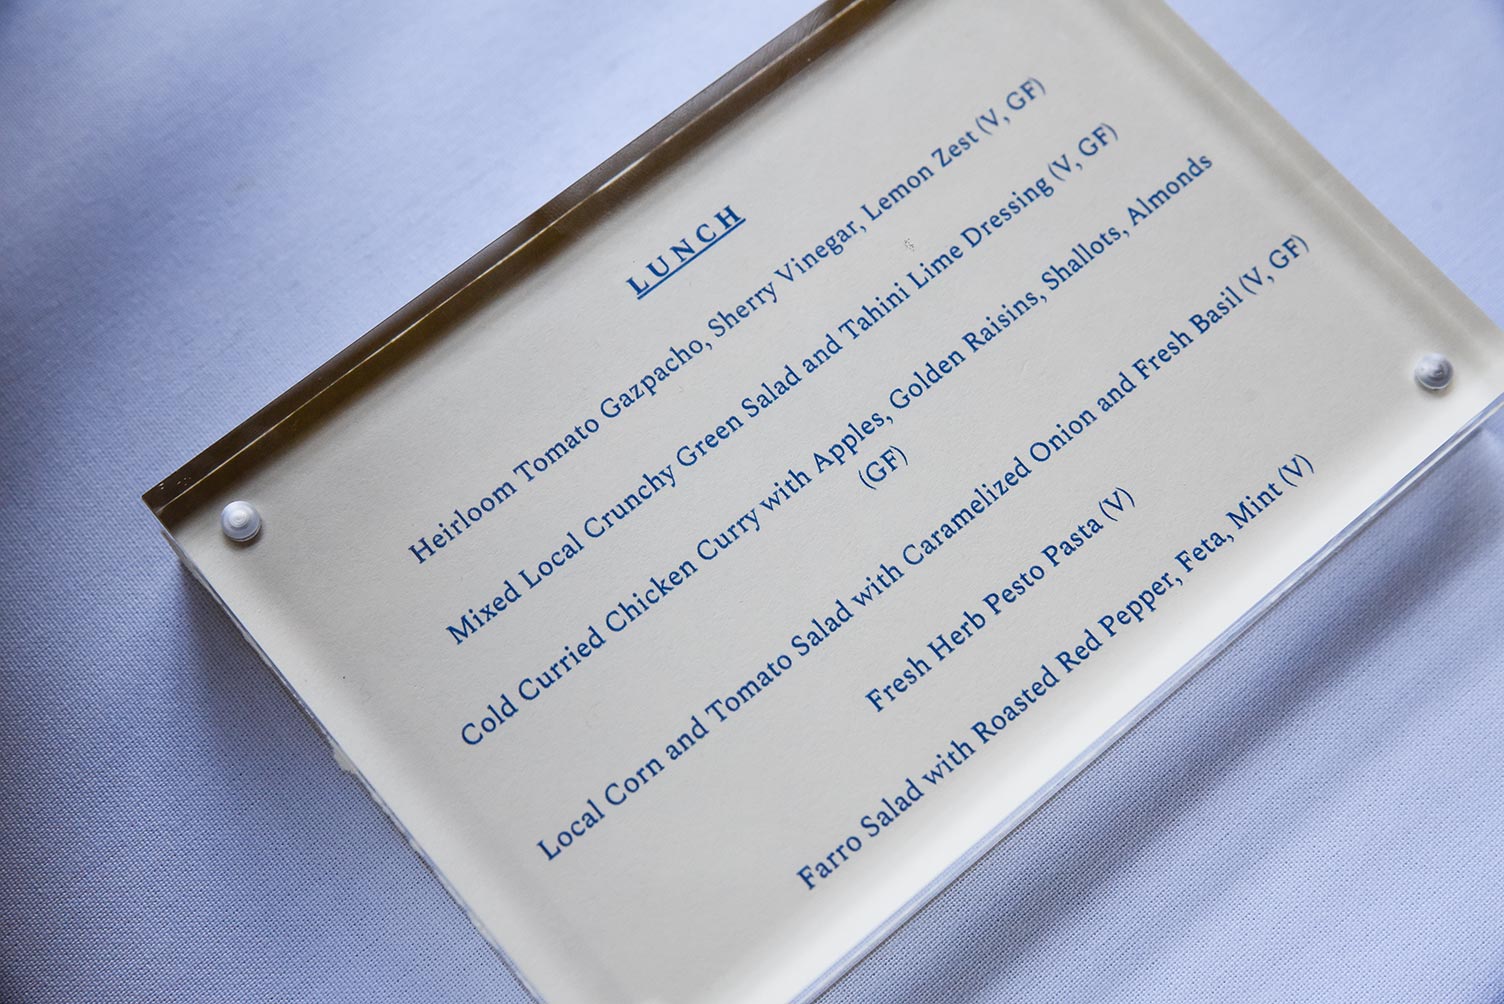 LUNCH
Heirloom Tomato Gazpacho, Sherry Vinegar, Lemon Zest (V, GF)
Mixed Local Crunchy Green Salad and Tahini Lime Dressing (V, GF)
Cold Curried Chicken Curry with Apples, Golden Raisins, Shallots, Almonds
(GF)
Local Corn and Tomato Salad with Caramelized Onion and Fresh Basil (V, GF)
Fresh Herb Pesto Pasta (V)
Farro Salad with Roasted Red Pepper, Feta, Mint (V)